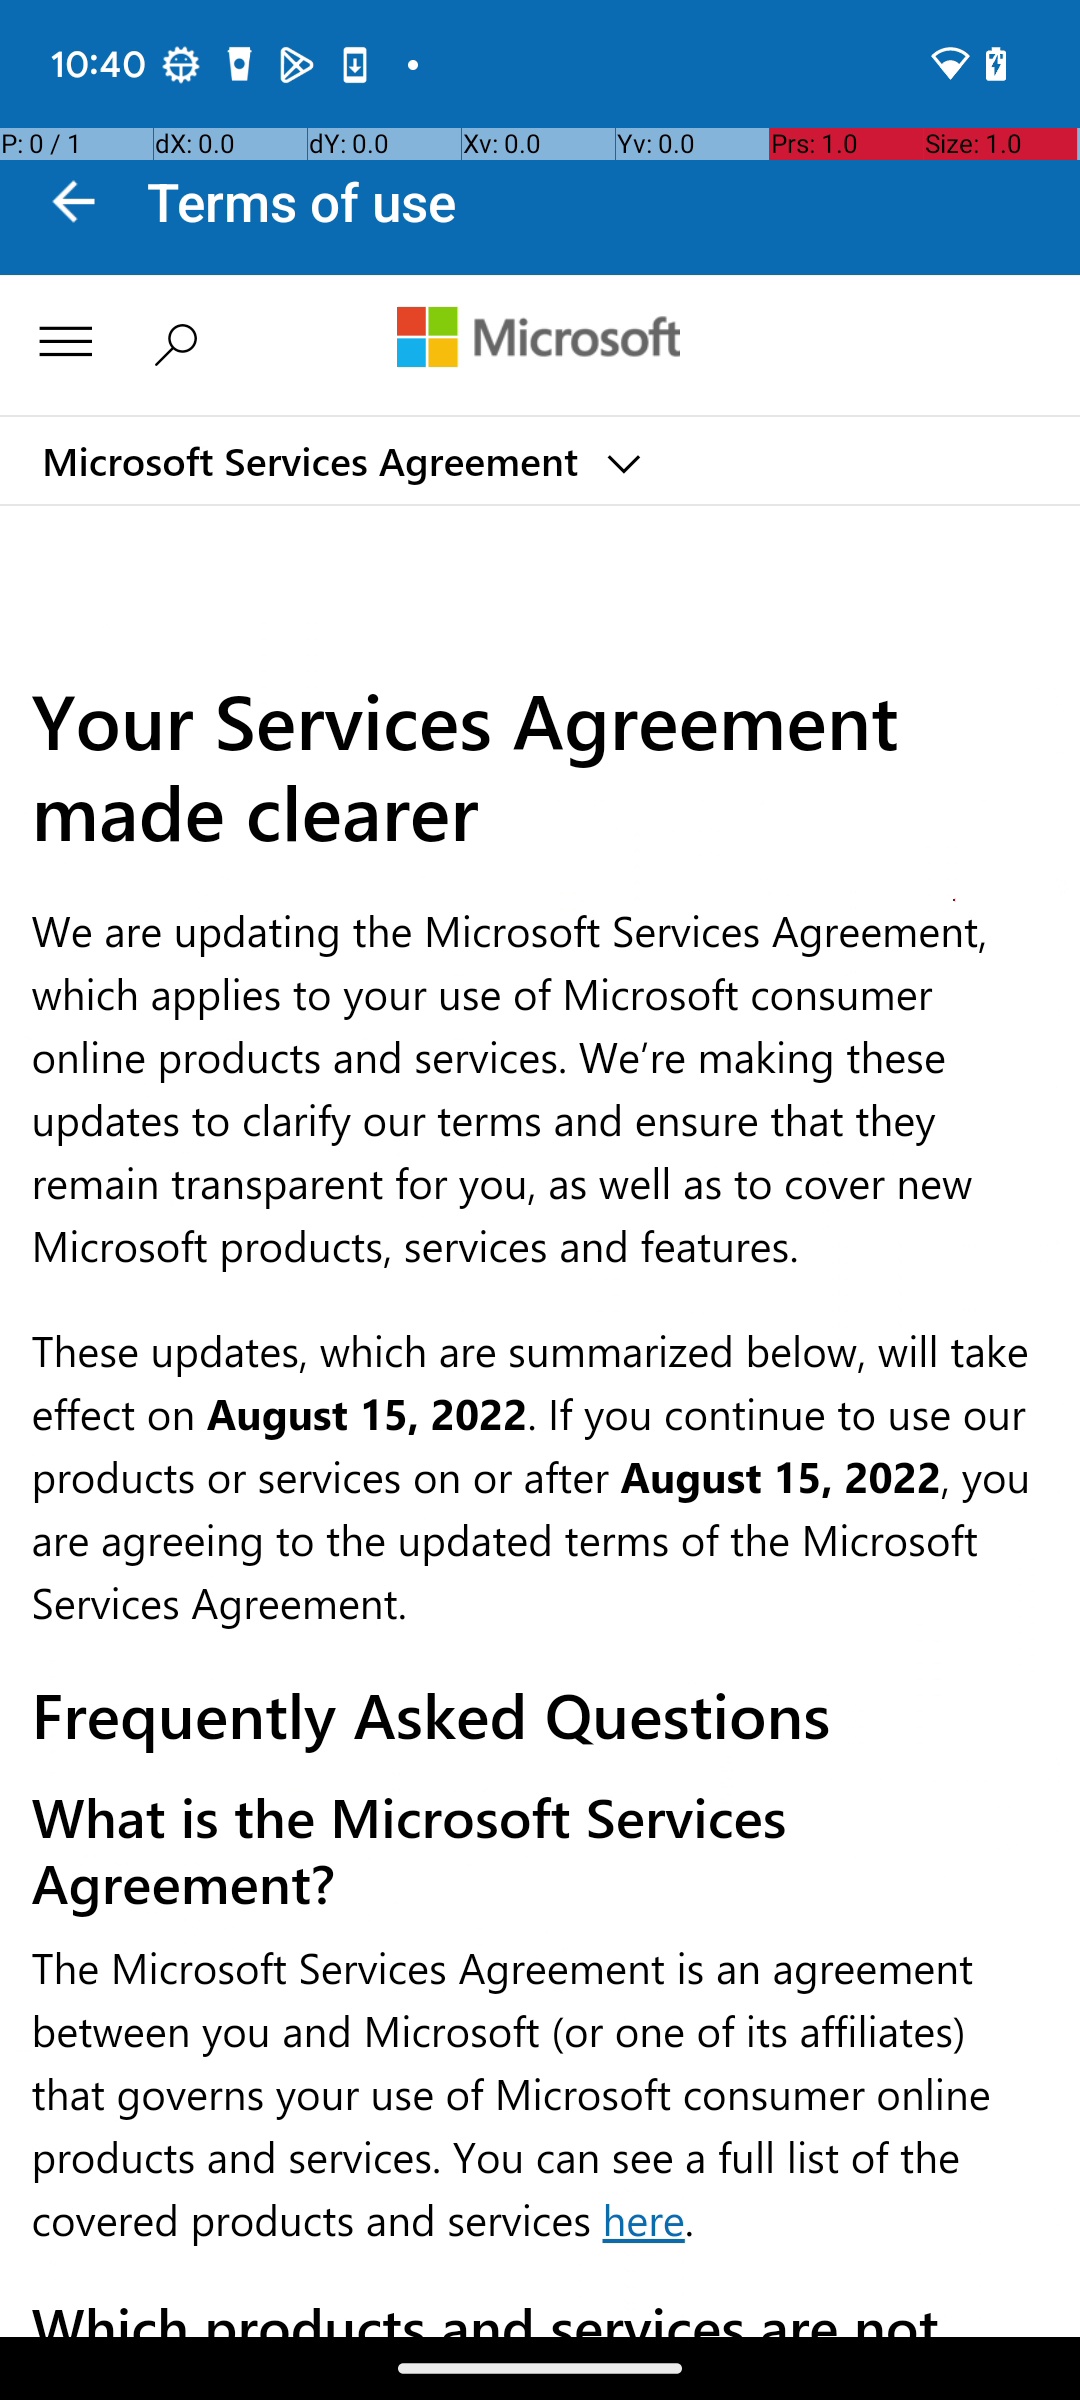 10:40
P: 0 / 1 dX: 0.0 dY: 0.0 Xv: 0.0 Yv: 0.0 Prs: 1.0 Size: 1.0
Terms of use
Microsoft
Microsoft Services Agreement
Your Services Agreement
made clearer
We are updating the Microsoft Services Agreement,
which applies to your use of Microsoft consumer
online products and services. We’re making these
updates to clarify our terms and ensure that they
remain transparent for you, as well as to cover new
Microsoft products, services and features.
These updates, which are summarized below, will take
effect on August 15, 2022. If you continue to use our
products or services on or after August 15, 2022, you
are agreeing to the updated terms of the Microsoft
Services Agreement.
Frequently Asked Questions
What is the Microsoft Services
Agreement?
The Microsoft Services Agreement is an agreement
between you and Microsoft (or one of its affiliates)
that governs your use of Microsoft consumer online
products and services. You can see a full list of the
covered products and services here.
Which products and services are not